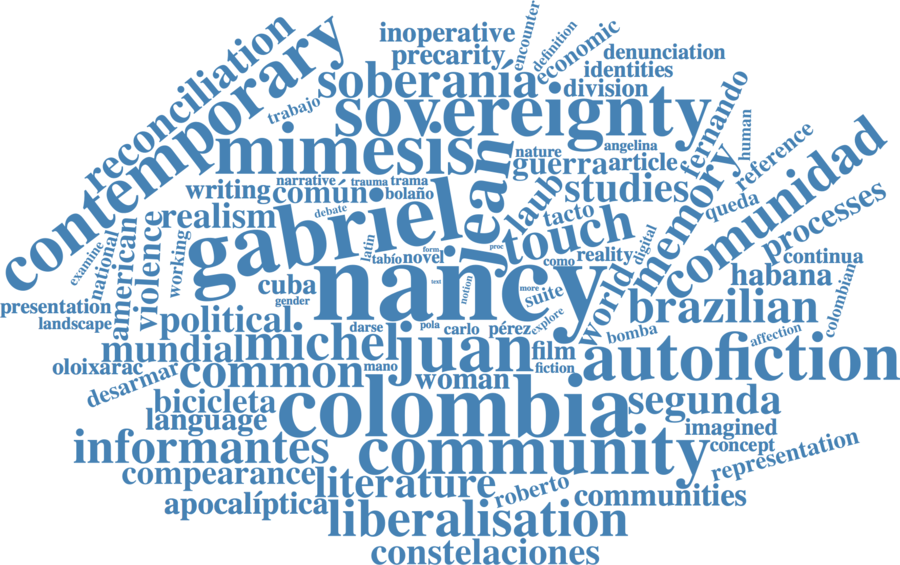 encounter
inoperative
definition
economic
precarity
denunciation
reconciliation
contemporary
soberanía
identities
division
trabajo
sovereignty
fernando
human
mimesis
jean
nature
angelina
guerra
article
reference
comunidad
narrative
trauma
trama
writing
común
bolaño
laub
studies
memory
queda
processes
debate
realism
gabriel
tacto
touch
examine
national
american
violence
working
latin
tabío
novel
form
proc
como
reality
digital
continua
cuba
nancy
test
notion
more
suite
world
habana
colombian
gender
presentation
landscape
brazilian
political
darse
pola
carlo
pérez
explore
bomba
affection
mundial
michel
juan
film
autofiction
oloixarac
desarmar
common
mano
woman
fiction
bicicleta
colombia
segunda
language
imagined
informantes
community
concept
representation
compearance
literature
roberto
communities
apocalíptica
liberalisation
constelaciones